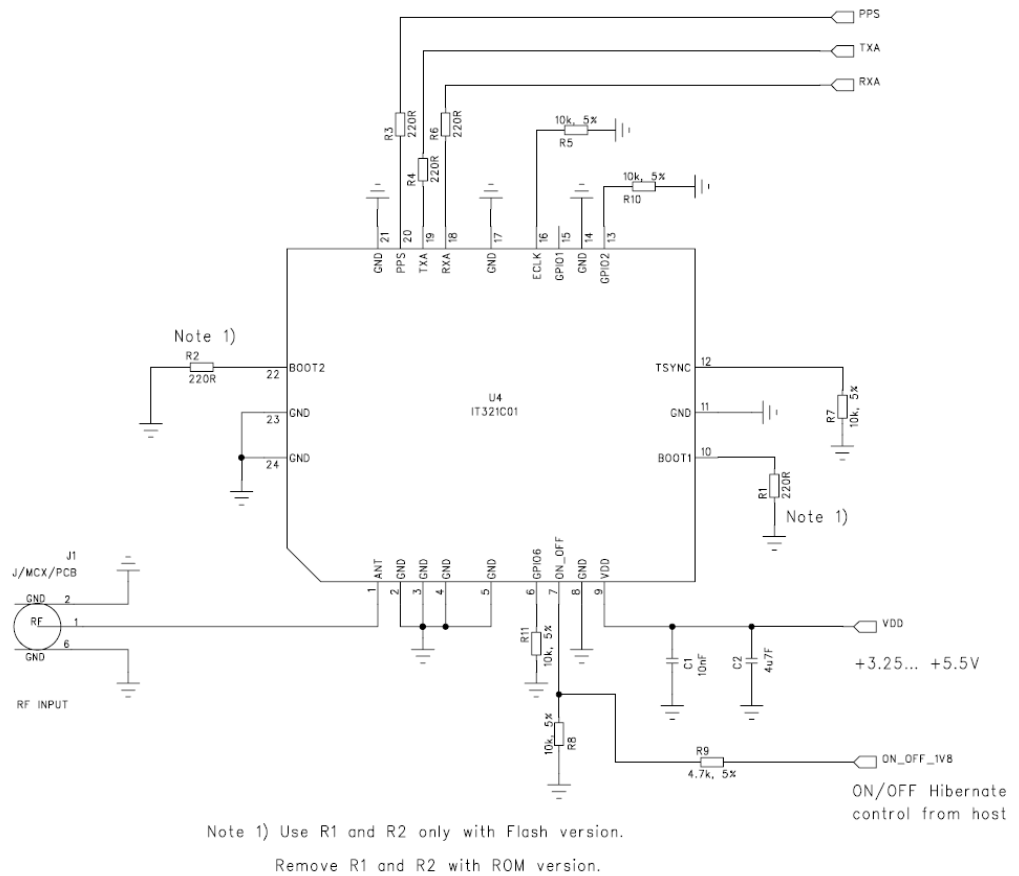 PPS
TXA
RXA
R3
220R
R4
220R
R6
220R
10k, 5%
R5
10k, 5%
R10
21
20
19
18
17
16
15
14
13
GND
PPS
TXA
RXA
GND
ECLK
GPIO1
GND
GPIO2
Note 1)
R2
220R
22
BOOT2
23
GND
24
GND
U4
IT321C01
TSYNC
12
GND
11
BOOT1
10
R7
10k, 5%
R1
220R
Note 1)
J1
J/MCX/PCB
GND
2
RF
1
GND
6
RF INPUT
ANT
GND
GND
GND
GND
GPIO6
ON_OFF
GND
VDD
1
2
3
4
5
6
7
8
9
R11
10k, 5%
C1
10nF
C2
4u7F
VDD
+3.25... +5.5V
10k, 5%
R8
R9
4.7k, 5%
ON_OFF_1V8
ON/OFF Hibernate
control from host
Note 1) Use R1 and R2 only with Flash version.
Remove R1 and R2 with ROM version.